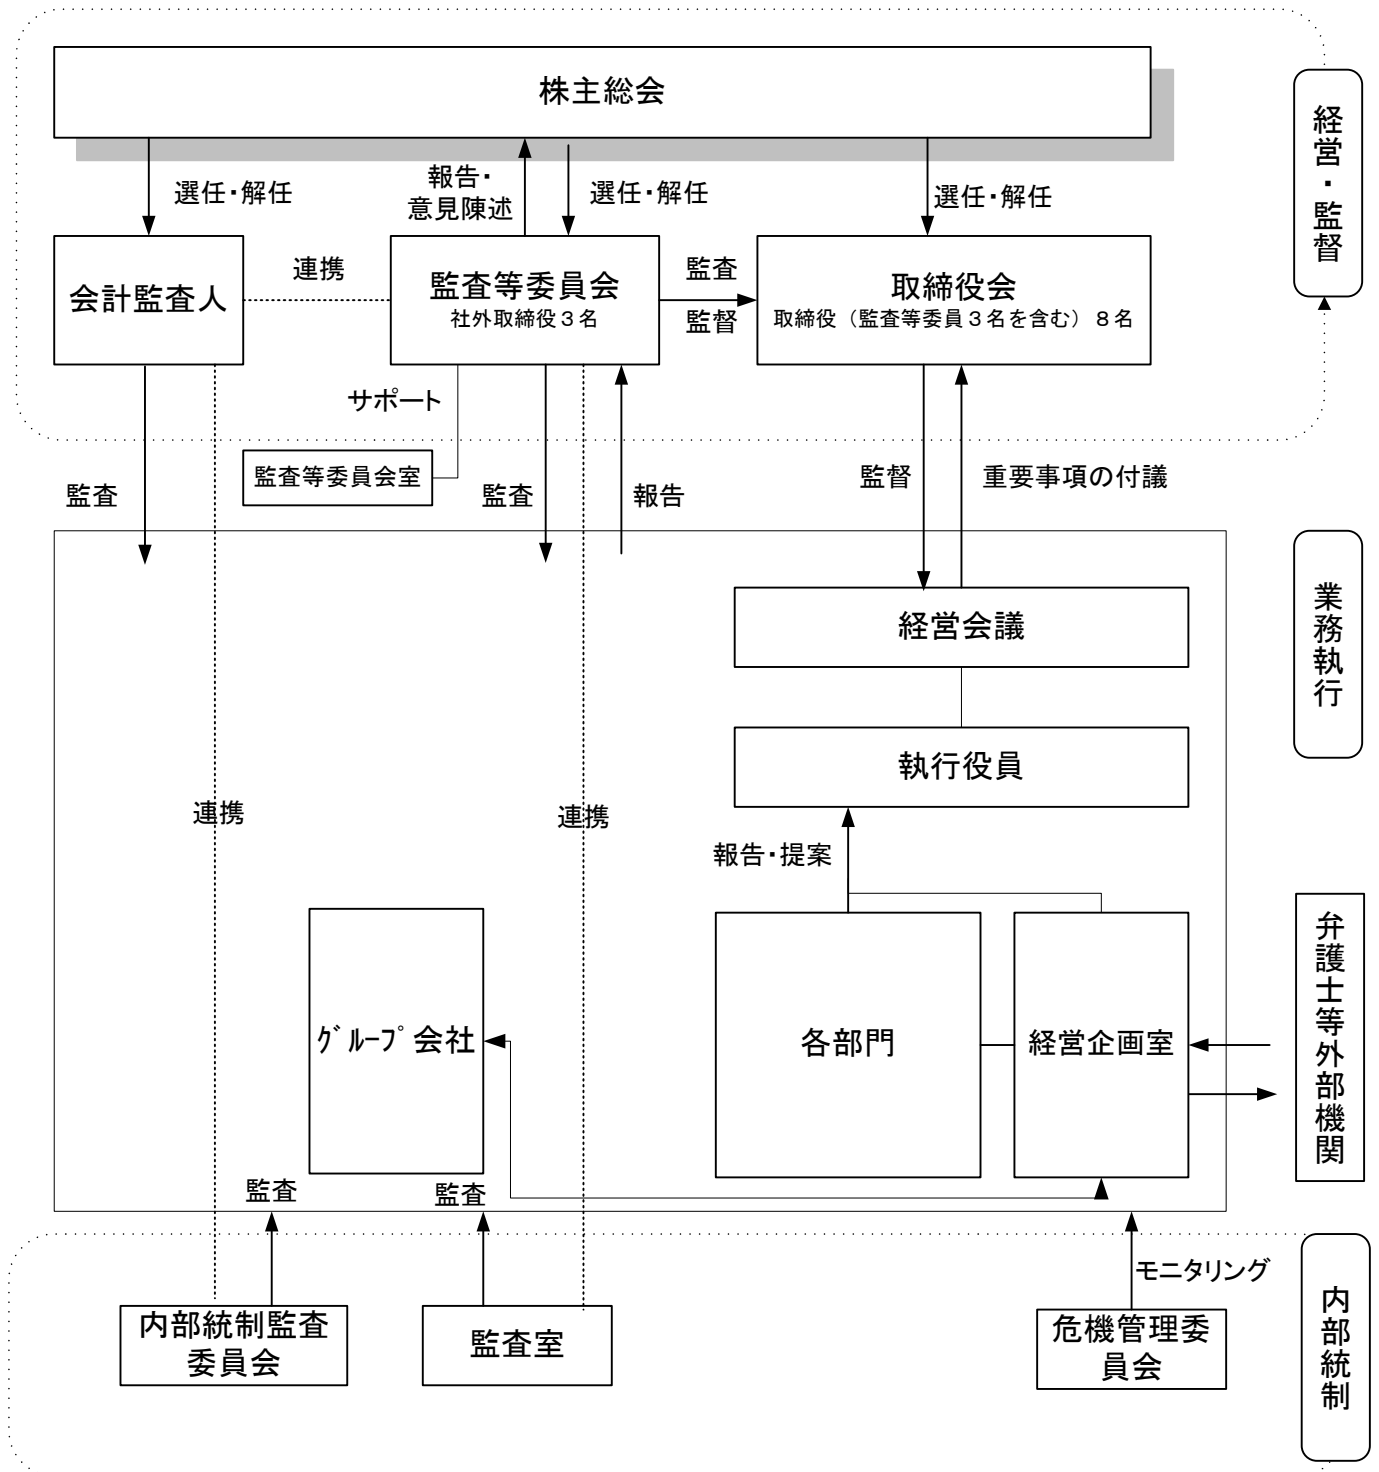 株主総会
経営・監督
選任・解任
報告・
意見陳述
選任・解任
選任・解任
会計監査人
連携
監査等委員会
社外取締役３名
監査
監督
取締役会
取締役（監査等委員３名を含む）８名
サポート
監査等委員会室
監査
監査
報告
監督
重要事項の付議
業務執行
経営会議
執行役員
連携
連携
報告・提案
弁護士等外部機関
ｸﾞﾙｰﾌﾟ会社
各部門
経営企画室
監査
監査
モニタリング
内部統制
内部統制監査
委員会
監査室
危機管理委
員会